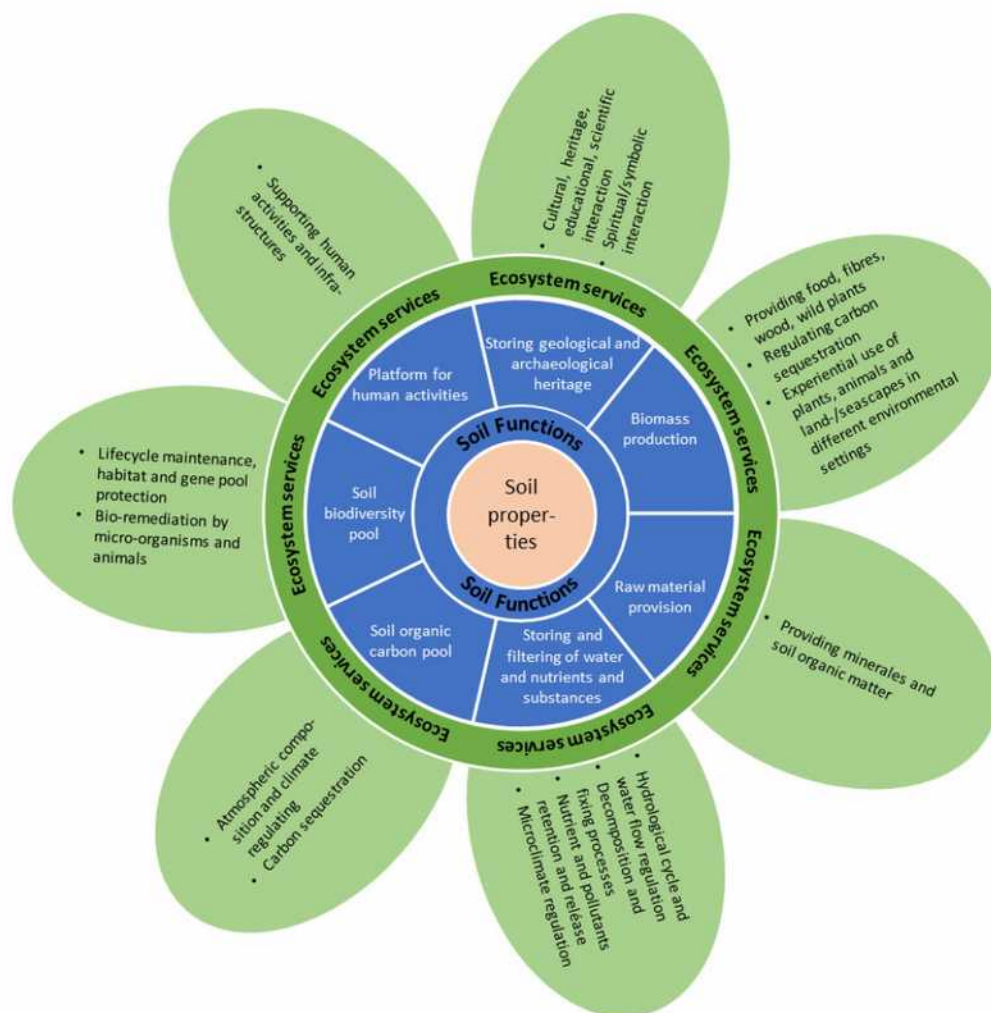 Soil
proper-
ties
Soil Functions
Soil Functions
Storing geological and
archaeological
heritage
Biomass
production
Raw material
provision
Storing and
filtering of water
and nutrients and
substances
Soil organic
carbon pool
Soil
biodiversity
pool
Platform for
human activities
Ecosystem services
Ecosystem services
Ecosystem services
Ecosystem services
Ecosystem services
Ecosystem services
Ecosystem services
• Cultural, heritage,
educational, scientific
interaction
• Spiritual/symbolic
interaction
• Providing food, fibres,
wood, wild plants
• Regulating carbon
sequestration
• Experiential use of
plants, animals and
land-/seascapes in
different environmental
settings
• Providing minerales and
soil organic matter
• Hydrological cycle and
water flow regulation
• Decomposition and
fixing processes
• Nutrient and pollutants
retention and release
• Microclimate regulation
• Atmospheric compo-
sition and climate
regulating
• Carbon sequestration
• Lifecycle maintenance,
habitat and gene pool
protection
• Bio-remediation by
micro-organisms and
animals
• Supporting human
activities and infra-
structures